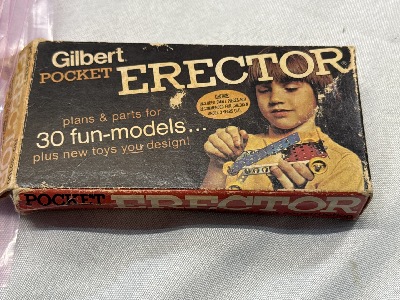 Gilbert
POCKET ERECTOR
plans & parts for
30 fun-models...
plus new toys you design!
POCKET ERECTOR